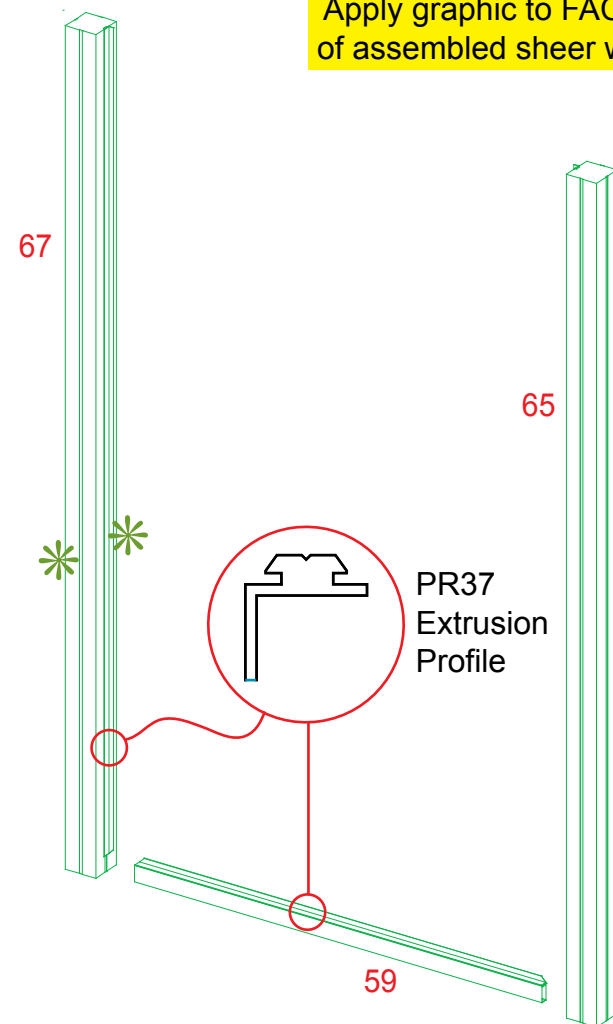 Apply graphic to FAC
of assembled sheer w
67
65
PR37
Extrusion
Profile
59